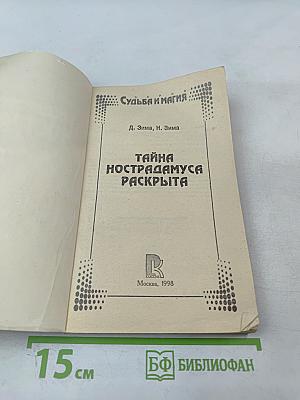 Судьба и магия
Д. Зима, Н. Зима
ТАЙНА
НОСТРАДАМУСА
РАСКРЫТА
Москва, 1998
15 см
БФ БИБЛИОФАН